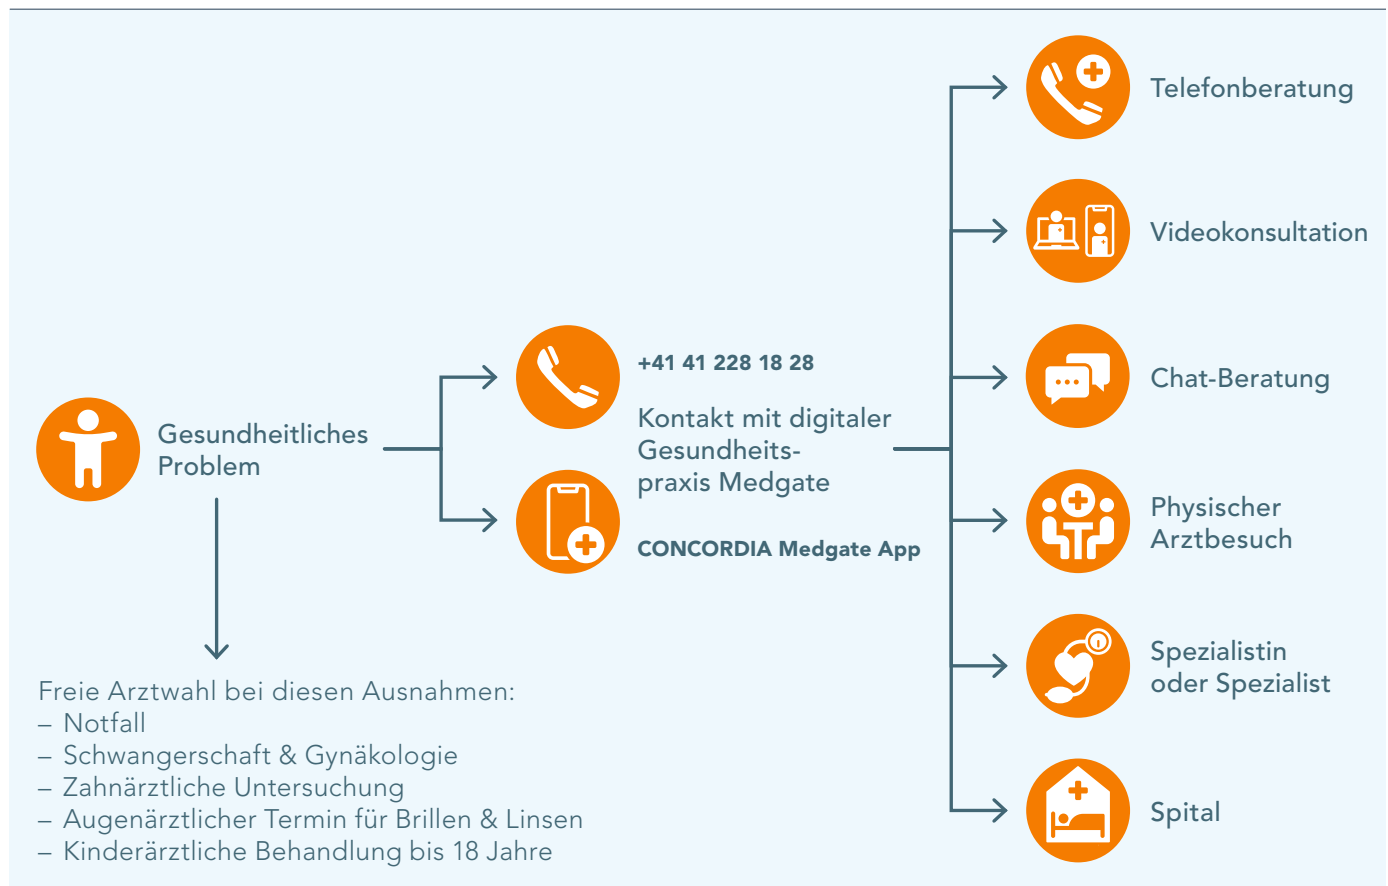 Gesundheitliches
Problem
Freie Arztwahl bei diesen Ausnahmen:
– Notfall
– Schwangerschaft & Gynäkologie
– Zahnärztliche Untersuchung
– Augenärztlicher Termin für Brillen & Linsen
– Kinderärztliche Behandlung bis 18 Jahre
+41 41 228 18 28
Kontakt mit digitaler
Gesundheits-
praxis Medgate
CONCORDIA Medgate App
Telefonberatung
Videokonsultation
Chat-Beratung
Physischer
Arztbesuch
Spezialistin
oder Spezialist
Spital